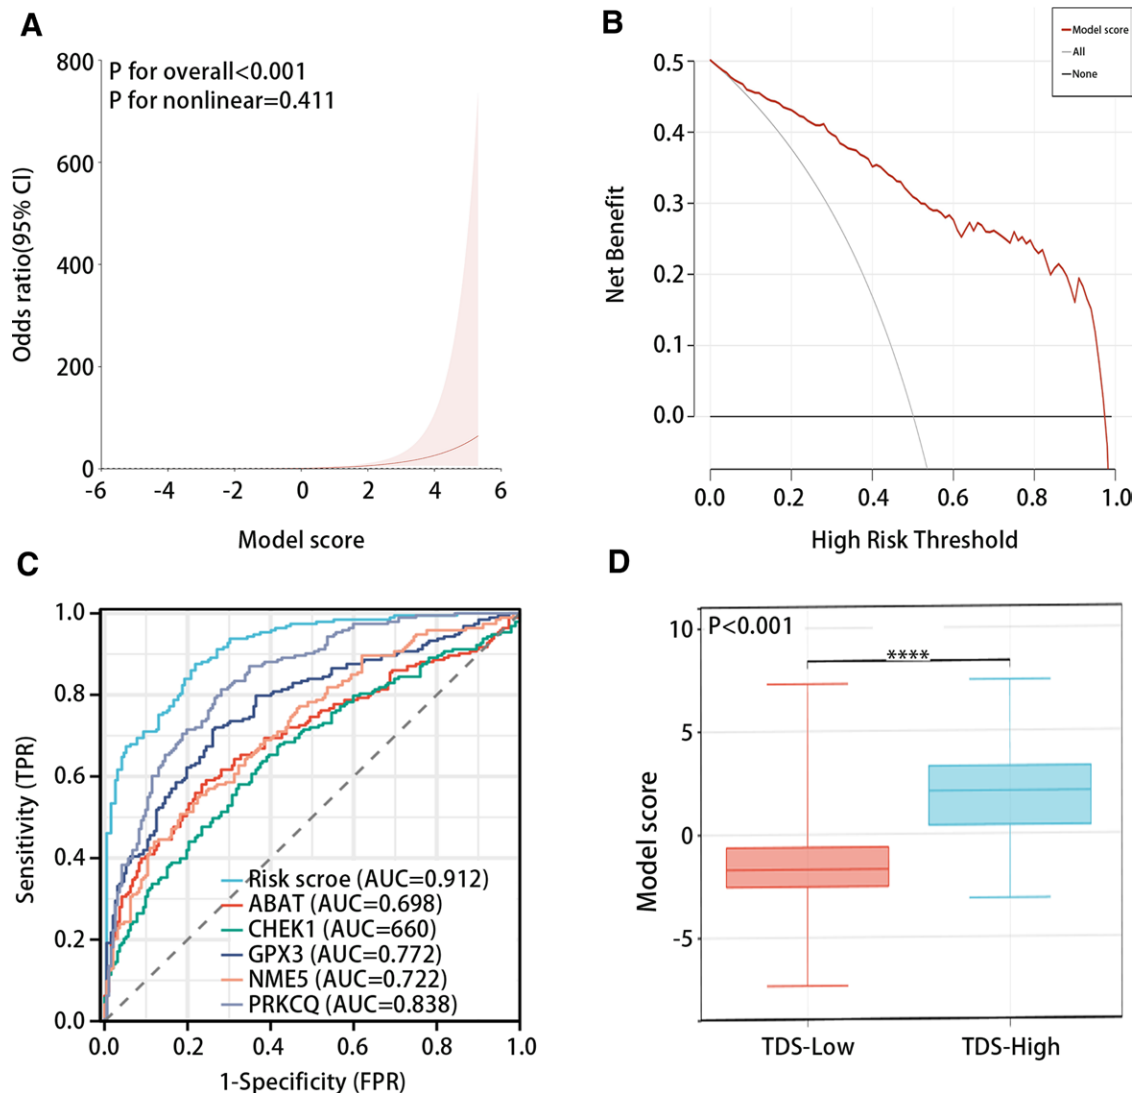 A
P for overall<0.001
P for nonlinear=0.411
800
600
400
200
0
Odds ratio(95% CI)
-6
-4
-2
0
2
4
6
Model score
B
Model score
All
None
0.5
0.4
0.3
0.2
0.1
0.0
Net Benefit
0.0
0.2
0.4
0.6
0.8
1.0
High Risk Threshold
C
1.0
0.8
0.6
0.4
0.2
0.0
Sensitivity (TPR)
Risk scroe (AUC=0.912)
ABAT (AUC=0.698)
CHEK1 (AUC=660)
GPX3 (AUC=0.772)
NME5 (AUC=0.722)
PRKCQ (AUC=0.838)
0.0
0.2
0.4
0.6
0.8
1.0
1-Specificity (FPR)
D
P<0.001
****
10
5
0
-5
Model score
TDS-Low
TDS-High